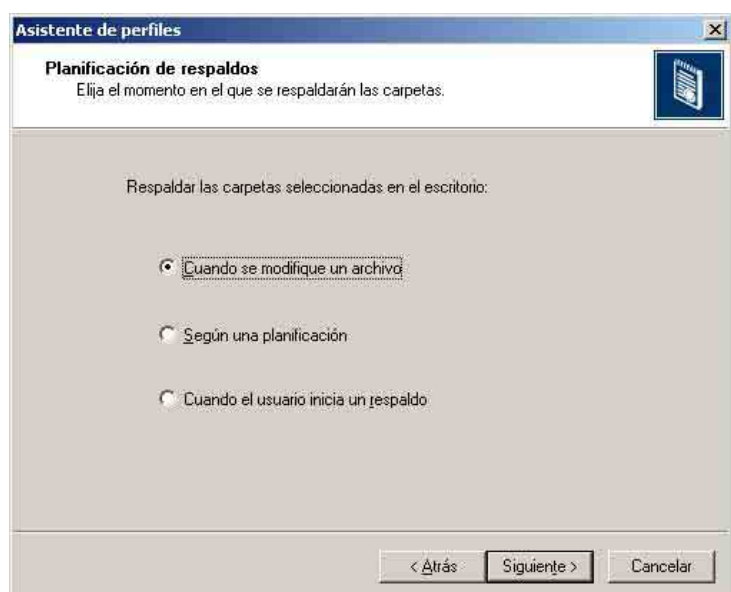 Asistente de perfiles
Planificación de respaldos
Elija el momento en el que se respaldarán las carpetas.
Respaldar las carpetas seleccionadas en el escritorio:
Cuando se modifique un archivo
Según una planificación
Cuando el usuario inicia un respaldo
< Atrás Siguiente > Cancelar